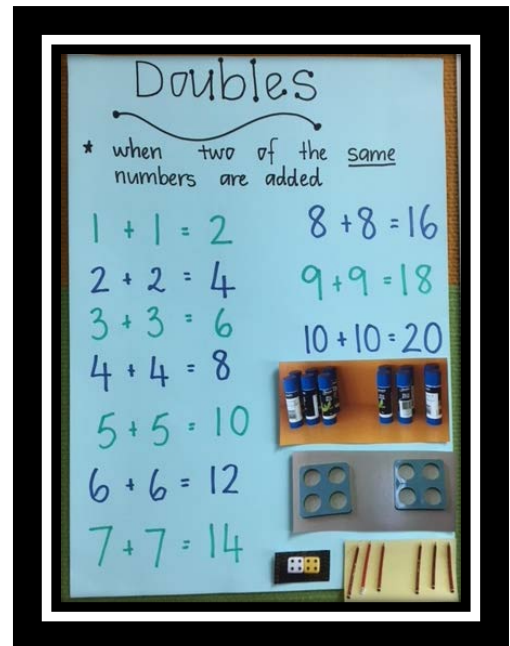 Doubles
* when two of the same
numbers are added
1 + 1 = 2
2 + 2 = 4
3 + 3 = 6
4 + 4 = 8
5 + 5 = 10
6 + 6 = 12
7 + 7 = 14
8 + 8 = 16
9 + 9 = 18
10 + 10 = 20